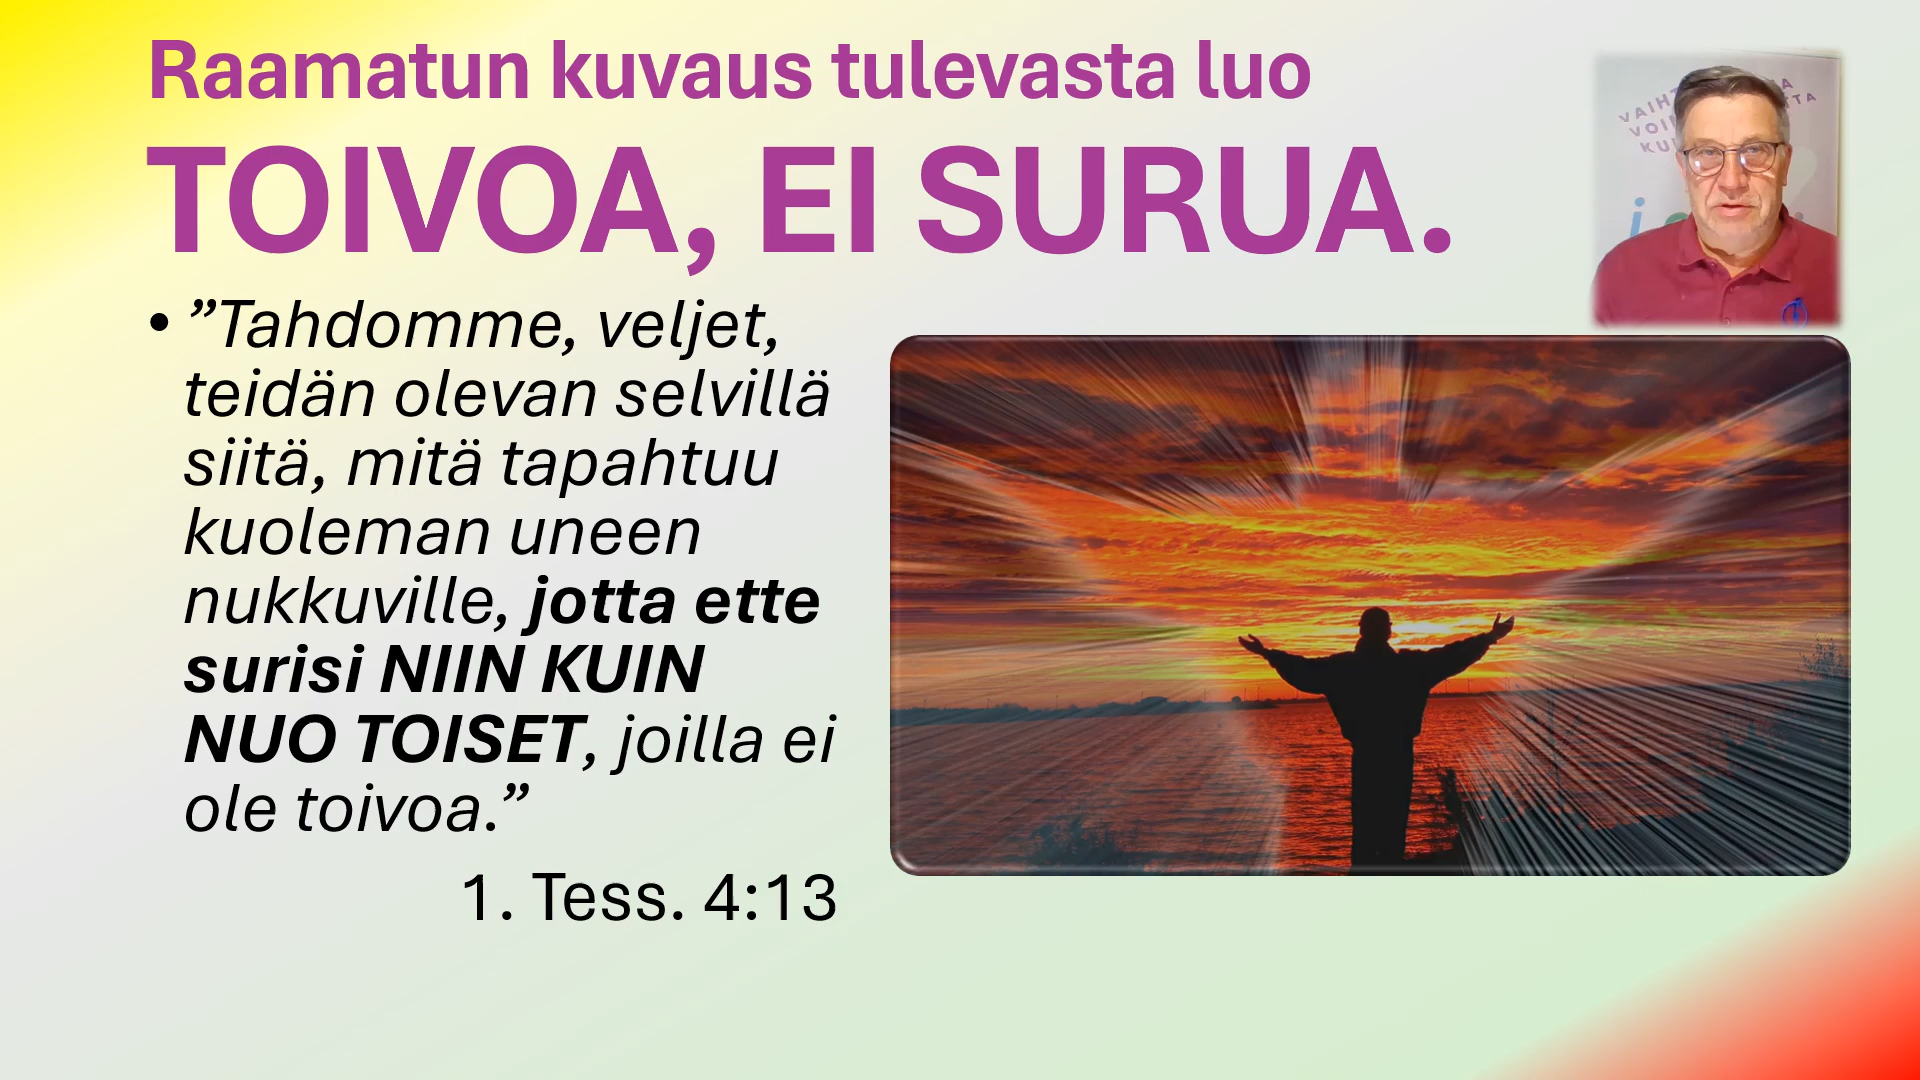 Raamatun kuvaus tulevasta luo
TOIVOA, EI SURUA.
• ”Tahdomme, veljet,
teidän olevan selvillä
siitä, mitä tapahtuu
kuoleman uneen
nukkuville, jotta ette
surisi NIIN KUIN
NUO TOISET, joilla ei
ole toivoa.”
1. Tess. 4:13